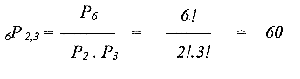 ₆P₂,₃ = P₆ / P₂ . P₃ = 6! / 2!.3! = 60